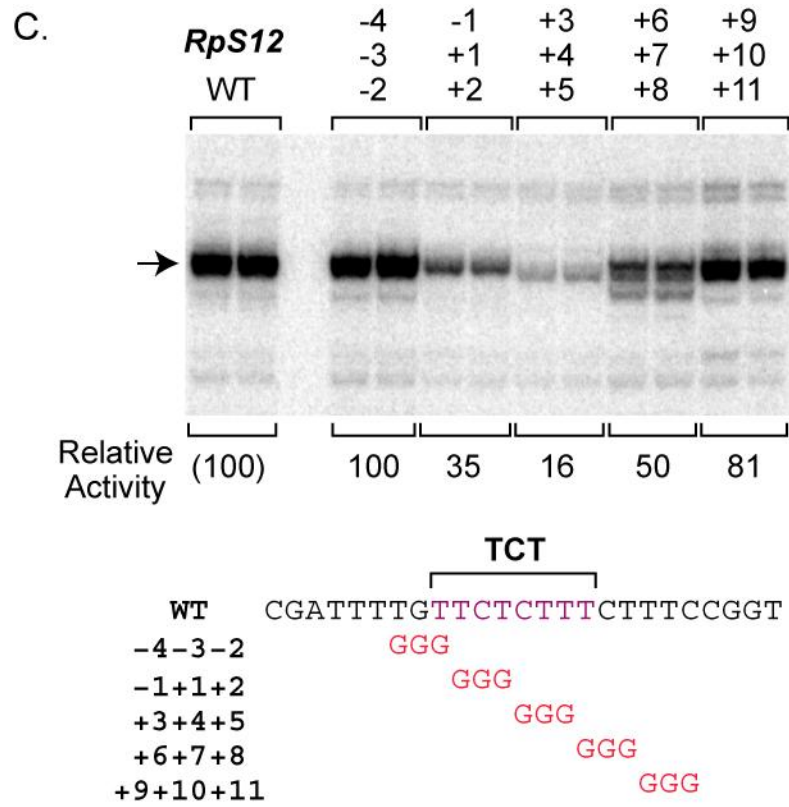 C.
RpS12
WT
-4 -1 +3 +6 +9
-3 +1 +4 +7 +10
-2 +2 +5 +8 +11
Relative Activity
(100) 100 35 16 50 81
TCT
WT CGATTTTGTTCTCTTTCTTTCCGGT
-4-3-2 GGG
-1+1+2 GGG
+3+4+5 GGG
+6+7+8 GGG
+9+10+11 GGG